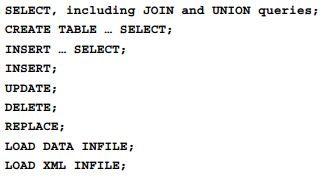 SELECT, including JOIN and UNION queries;
CREATE TABLE … SELECT;
INSERT … SELECT;
INSERT;
UPDATE;
DELETE;
REPLACE;
LOAD DATA INFILE;
LOAD XML INFILE;